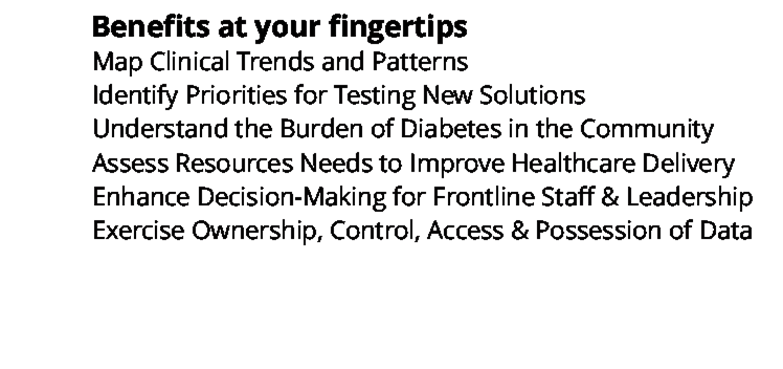 Benefits at your fingertips
Map Clinical Trends and Patterns
Identify Priorities for Testing New Solutions
Understand the Burden of Diabetes in the Community
Assess Resources Needs to Improve Healthcare Delivery
Enhance Decision-Making for Frontline Staff & Leadership
Exercise Ownership, Control, Access & Possession of Data